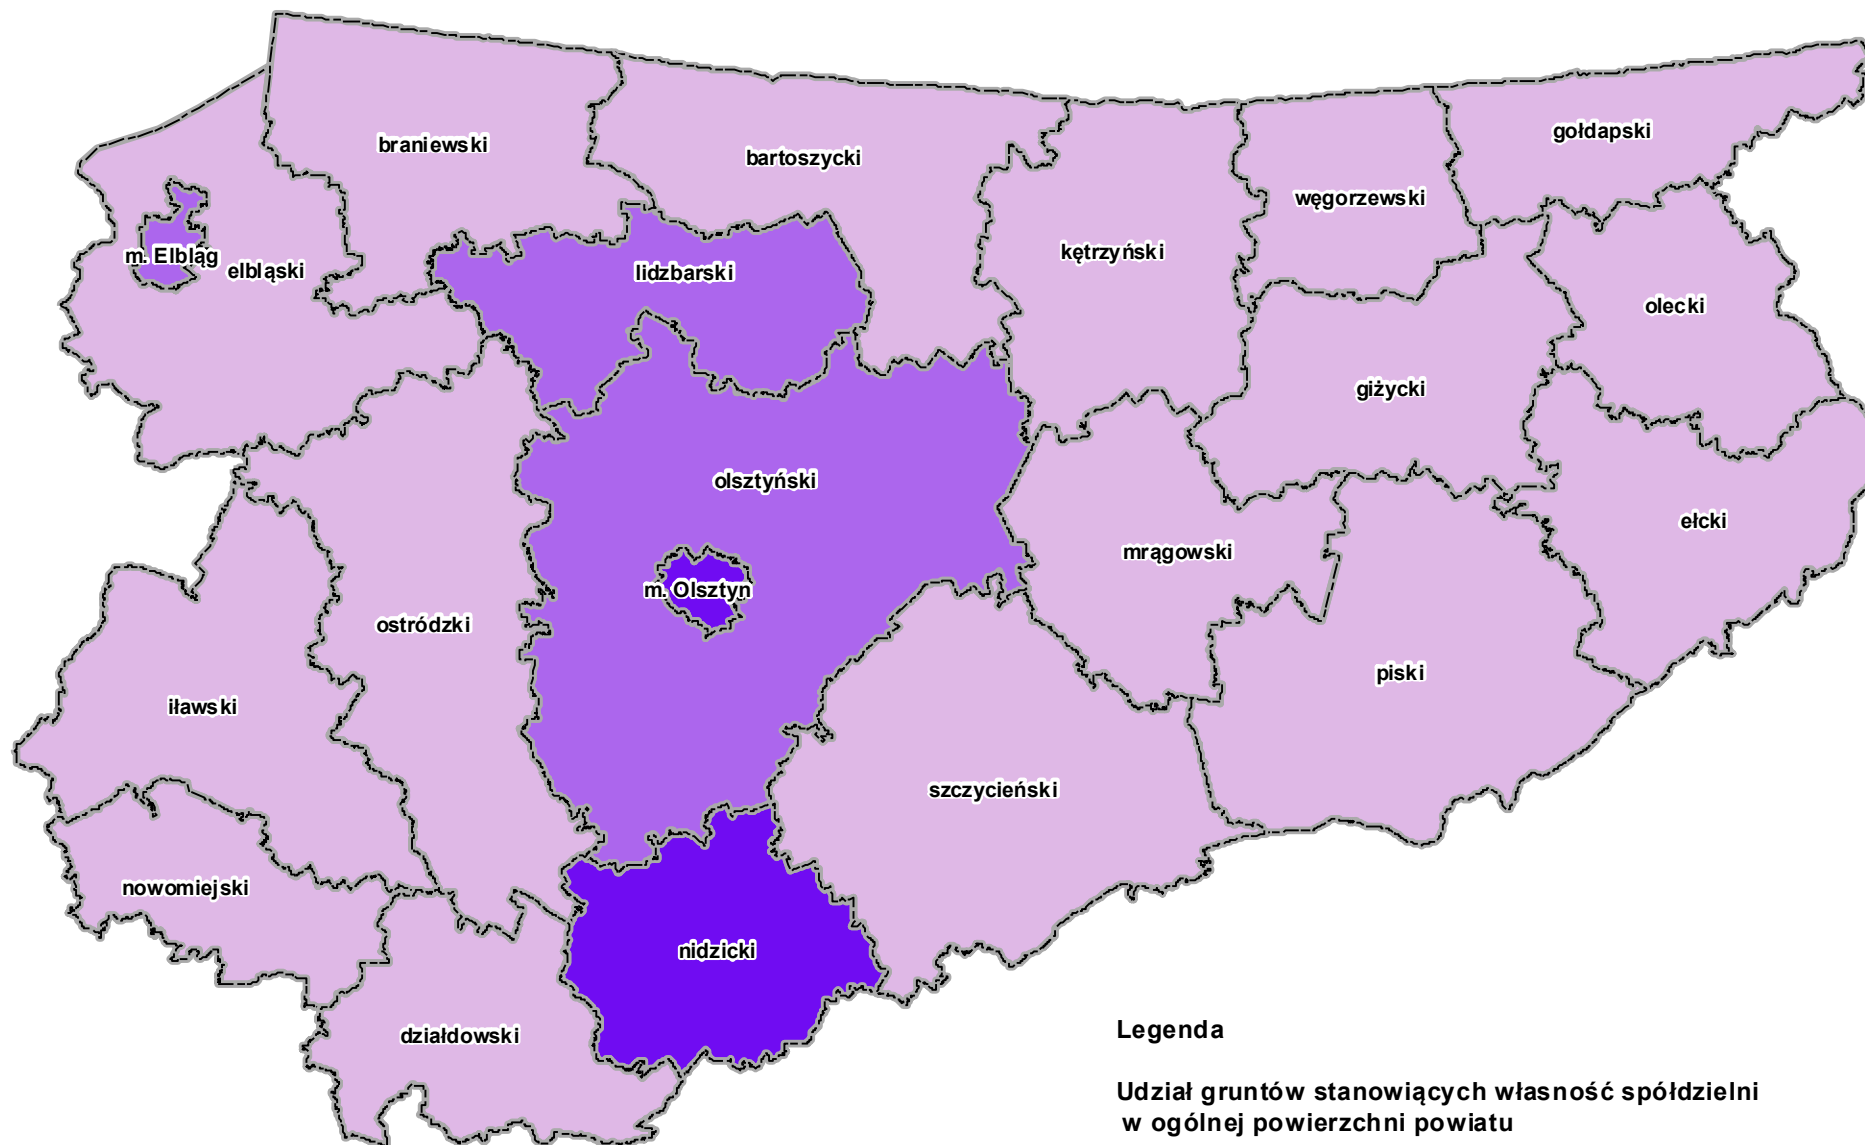 gołdapski
braniewski
bartoszycki
węgorzewski
m. Elbląg
elbląski
lidzbarski
kętrzyński
olecki
giżycki
olsztyński
ełcki
mrągowski
m. Olsztyn
ostródzki
piski
iławski
szczycieński
nowomiejski
nidzicki
działdowski
Legenda
Udział gruntów stanowiących własność spółdzielni
w ogólnej powierzchni powiatu